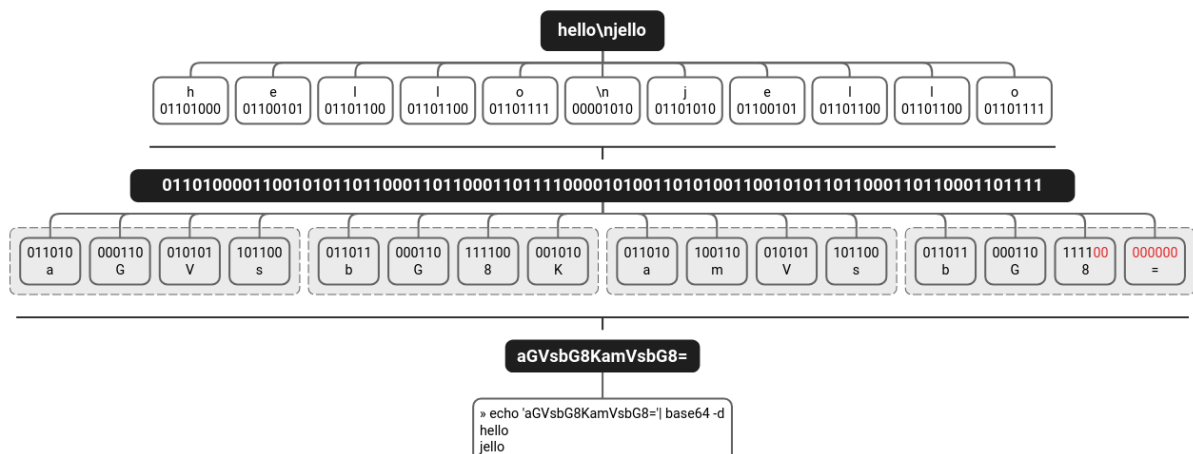 hello\njello
h e l l o \n j e l l o
01101000 01100101 01101100 01101100 01101111 00001010 01101010 01100101 01101100 01101100 01101111
0110100001100101011011000110110001101111000010100110101001100101011011000110110001101111
011010 000110 010101 101100 011011 000110 111100 001010 011010 100110 010101 101100 011011 000110 111100 000000
a G V s b G 8 K a m V s b G 8 =
aGVsbG8KamVsbG8=
» echo 'aGVsbG8KamVsbG8='| base64 -d
hello
jello